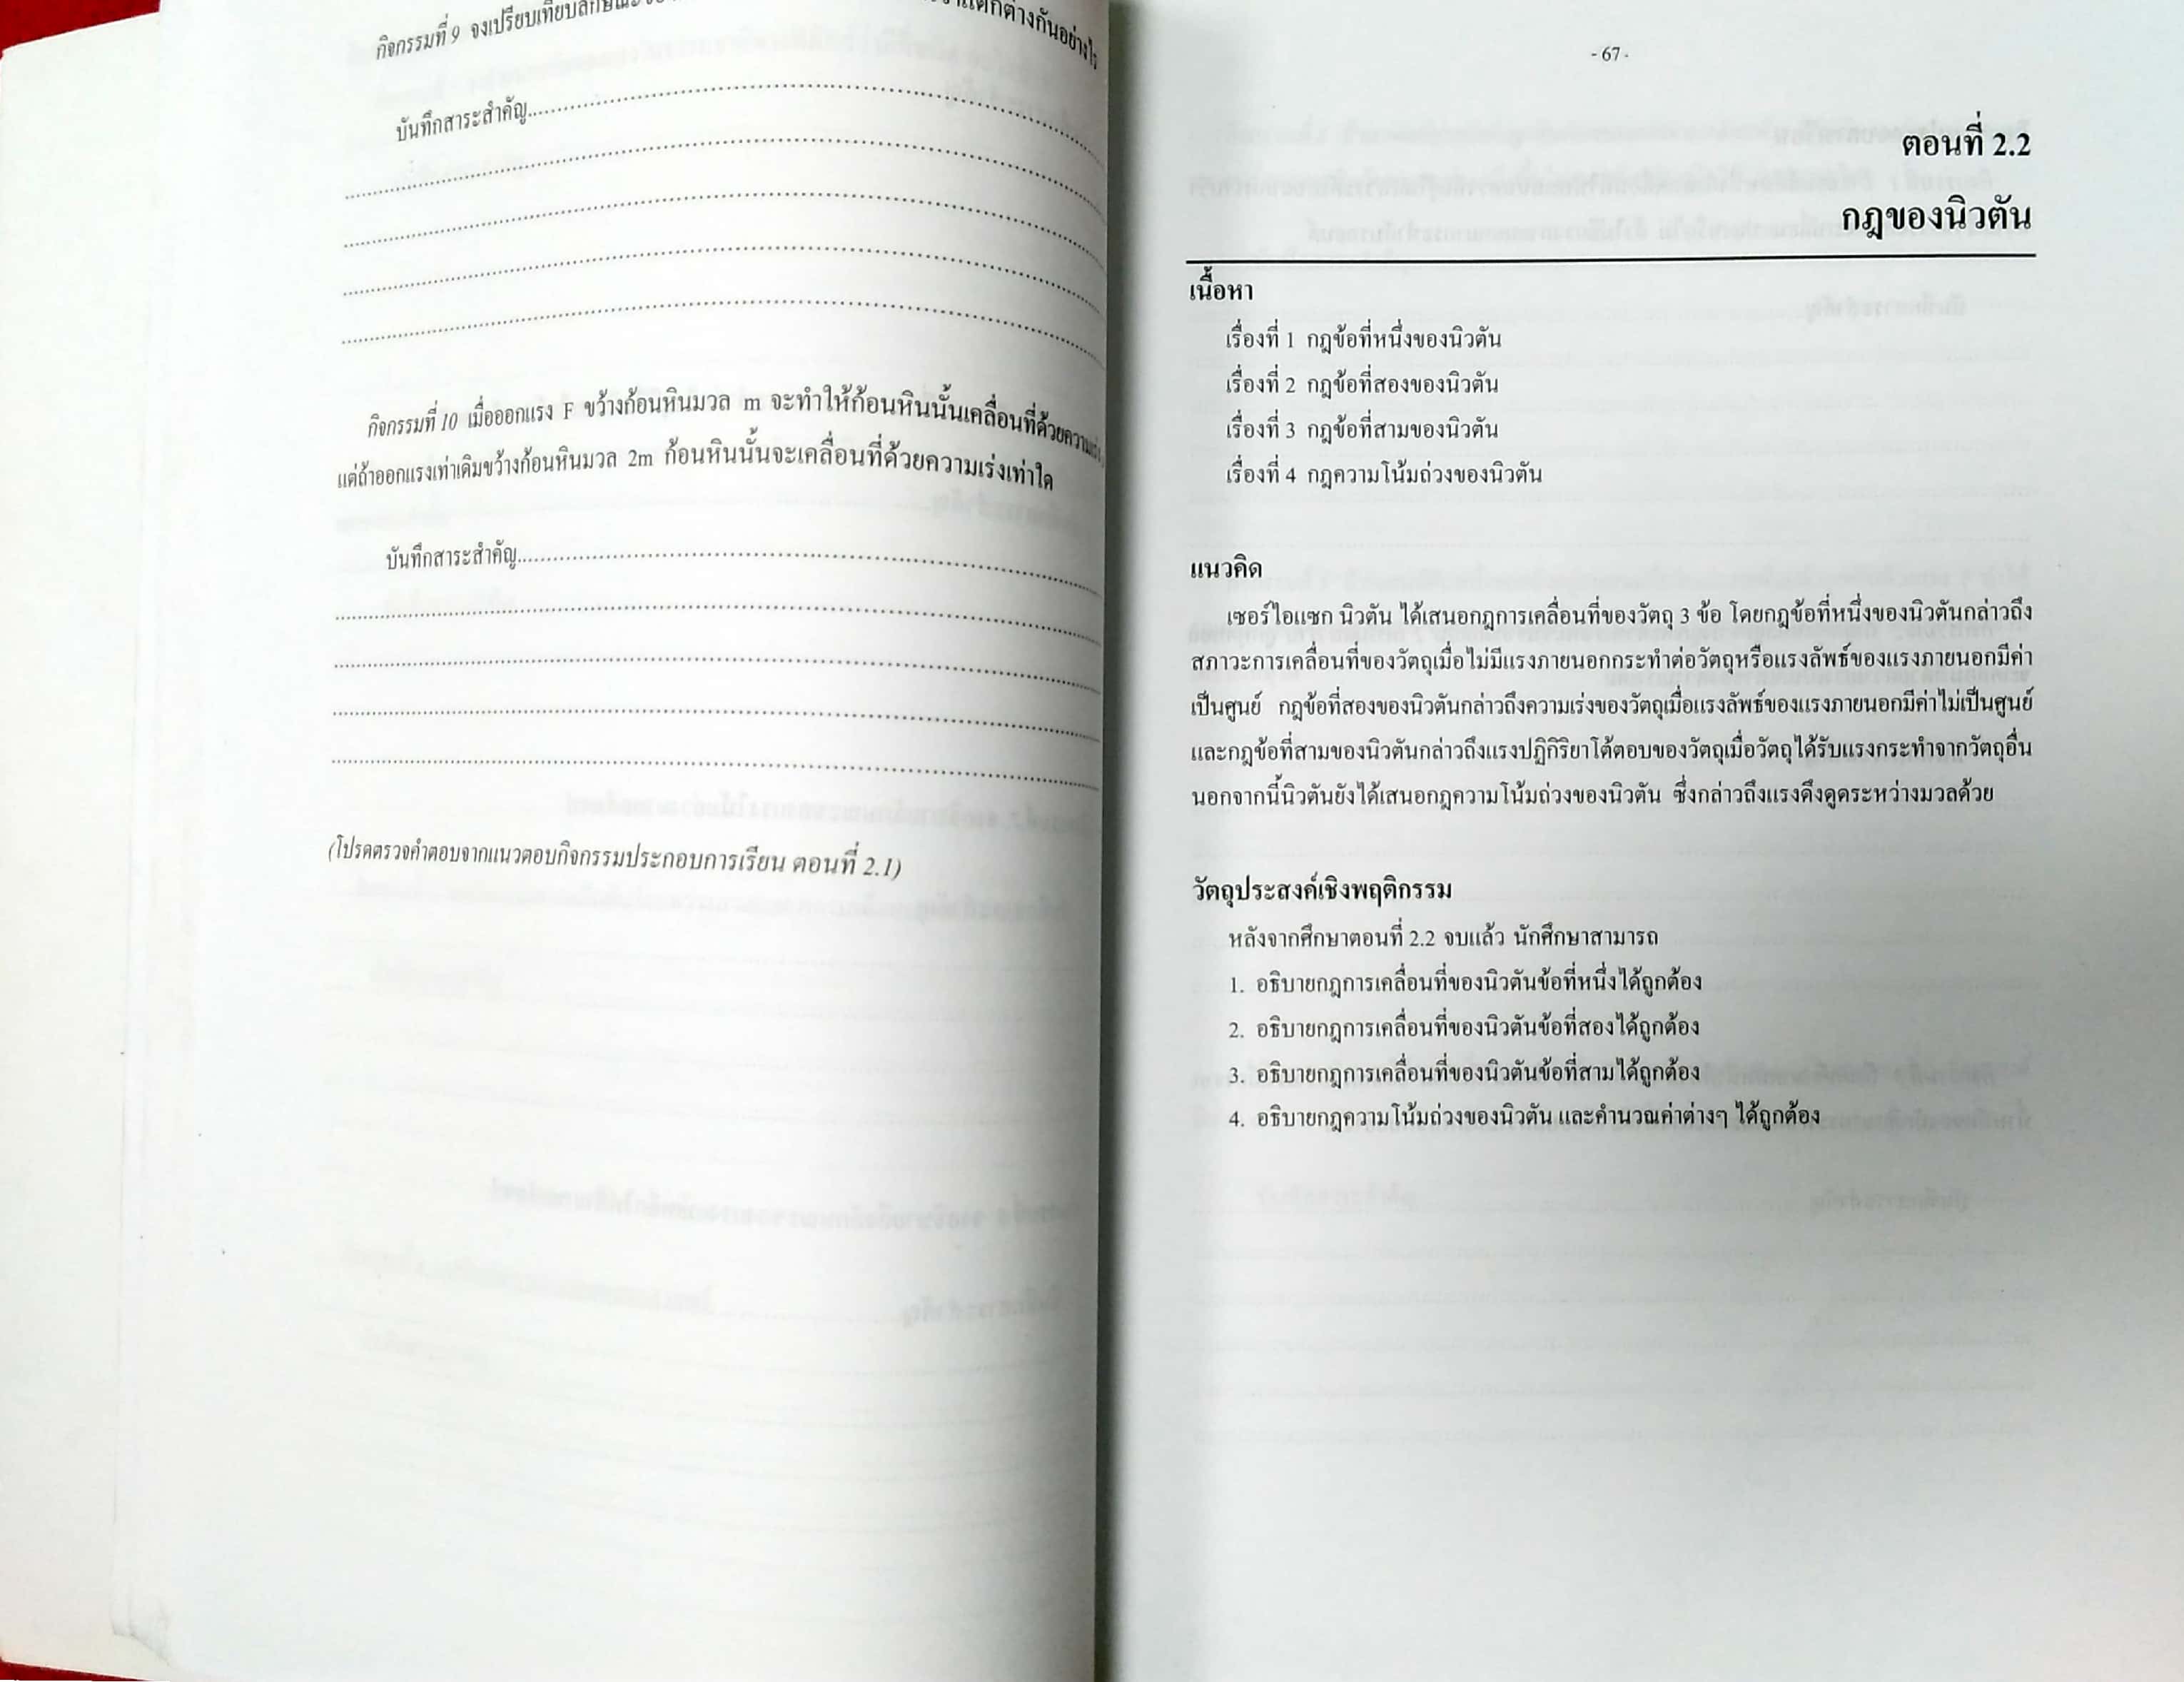 กิจกรรมที่ 9 จงเปรียบเทียบลักษณะ แตกต่างกันอย่างไร
บันทึกสาระสำคัญ
กิจกรรมที่ 10 เมื่อออกแรง F ขว้างก้อนหินมวล m จะทำให้ก้อนหินนั้นเคลื่อนที่ด้วยความเร่ง
แต่ถ้าออกแรงเท่าเดิมขว้างก้อนหินมวล 2m ก้อนหินนั้นจะเคลื่อนที่ด้วยความเร่งเท่าใด
บันทึกสาระสำคัญ
(โปรดตรวจคำตอบจากแนวตอบกิจกรรมประกอบการเรียน ตอนที่ 2.1)
- 67 -
ตอนที่ 2.2
กฎของนิวตัน
เนื้อหา
เรื่องที่ 1 กฎข้อที่หนึ่งของนิวตัน
เรื่องที่ 2 กฎข้อที่สองของนิวตัน
เรื่องที่ 3 กฎข้อที่สามของนิวตัน
เรื่องที่ 4 กฎความโน้มถ่วงของนิวตัน
แนวคิด
เซอร์ไอแซก นิวตัน ได้เสนอกฎการเคลื่อนที่ของวัตถุ 3 ข้อ โดยกฎข้อที่หนึ่งของนิวตันกล่าวถึง
สภาวะการเคลื่อนที่ของวัตถุเมื่อไม่มีแรงภายนอกกระทำต่อวัตถุหรือแรงลัพธ์ของแรงภายนอกมีค่า
เป็นศูนย์ กฎข้อที่สองของนิวตันกล่าวถึงความเร่งของวัตถุเมื่อแรงลัพธ์ของแรงภายนอกมีค่าไม่เป็นศูนย์
และกฎข้อที่สามของนิวตันกล่าวถึงแรงปฏิกิริยาโต้ตอบของวัตถุเมื่อวัตถุได้รับแรงกระทำจากวัตถุอื่น
นอกจากนี้นิวตันยังได้เสนอกฎความโน้มถ่วงของนิวตัน ซึ่งกล่าวถึงแรงดึงดูดระหว่างมวลด้วย
วัตถุประสงค์เชิงพฤติกรรม
หลังจากศึกษาตอนที่ 2.2 จบแล้ว นักศึกษาสามารถ
1. อธิบายกฎการเคลื่อนที่ของนิวตันข้อที่หนึ่งได้ถูกต้อง
2. อธิบายกฎการเคลื่อนที่ของนิวตันข้อที่สองได้ถูกต้อง
3. อธิบายกฎการเคลื่อนที่ของนิวตันข้อที่สามได้ถูกต้อง
4. อธิบายกฎความโน้มถ่วงของนิวตัน และคำนวณค่าต่างๆ ได้ถูกต้อง